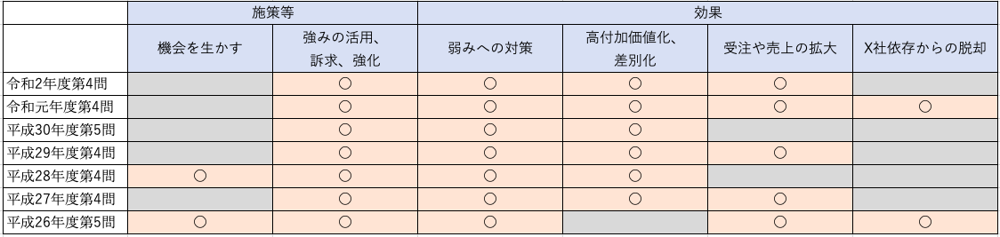 施策等 効果
機会を生かす 強みの活用、訴求、強化 弱みへの対策 高付加価値化、差別化 受注や売上の拡大 X社依存からの脱却
令和2年度第4問 〇 〇 〇 〇
令和元年度第4問 〇 〇 〇 〇 〇
平成30年度第5問 〇 〇 〇
平成29年度第4問 〇 〇 〇 〇
平成28年度第4問 〇 〇 〇 〇
平成27年度第4問 〇 〇 〇 〇
平成26年度第5問 〇 〇 〇 〇 〇